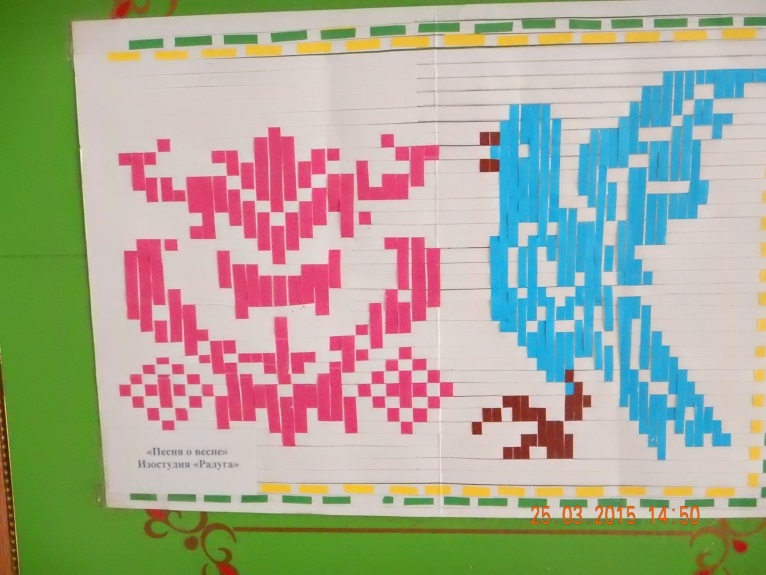 «Песня о весне»
Изостудия «Радуга»
25.03.2015 14:50